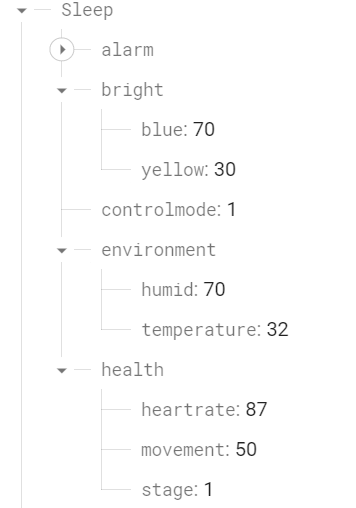 Sleep
alarm
bright
blue: 70
yellow: 30
controlmode: 1
environment
humid: 70
temperature: 32
health
heartrate: 87
movement: 50
stage: 1